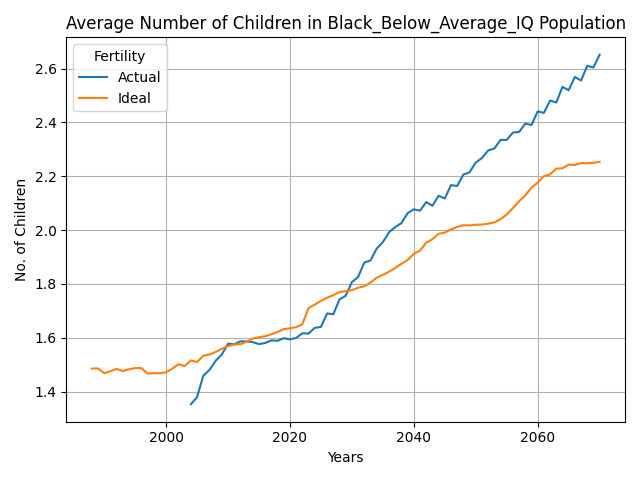 Average Number of Children in Black_Below_Average_IQ Population
Fertility
Actual
Ideal
No. of Children
2.6
2.4
2.2
2.0
1.8
1.6
1.4
2000
2020
2040
2060
Years